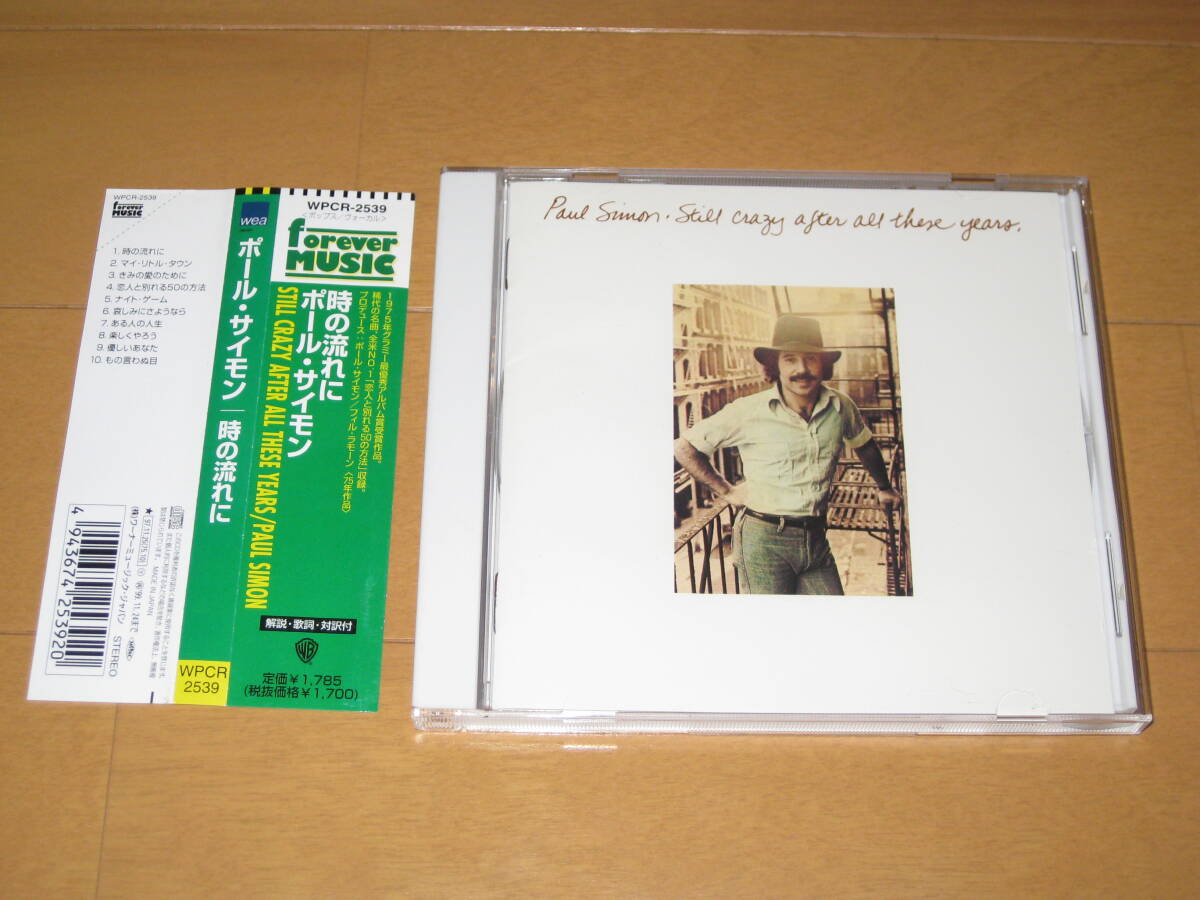 WPCR-2539
forever
MUSIC
1. 時の流れに
2. マイ・リトル・タウン
3. きみの愛のために
4. 恋人と別れる50の方法
5. ナイト・ゲーム
6. 哀しみにさようなら
7. ある人の人生
8. 楽しくやろう
9. 優しいあなた
10. もの言わぬ目
4943674253920
(株)ワーナーミュージック・ジャパン STEREO
MADE IN JAPAN
wea
ポール・サイモン｜時の流れに
WPCR
2539
WPCR-2539
<ポップス/ヴォーカル>
forever
MUSIC
1975年グラミー最優秀アルバム賞受賞作品。
稀代の名曲、全米NO.1「恋人と別れる50の方法」収録。
プロデュース：ポール・サイモン/フィル・ラモーン〈75年作品〉
時の流れに
ポール・サイモン
STILL CRAZY AFTER ALL THESE YEARS/PAUL SIMON
解説・歌詞・対訳付
WB
定価¥1,785
(税抜価格¥1,700)
Paul Simon. Still crazy after all these years.